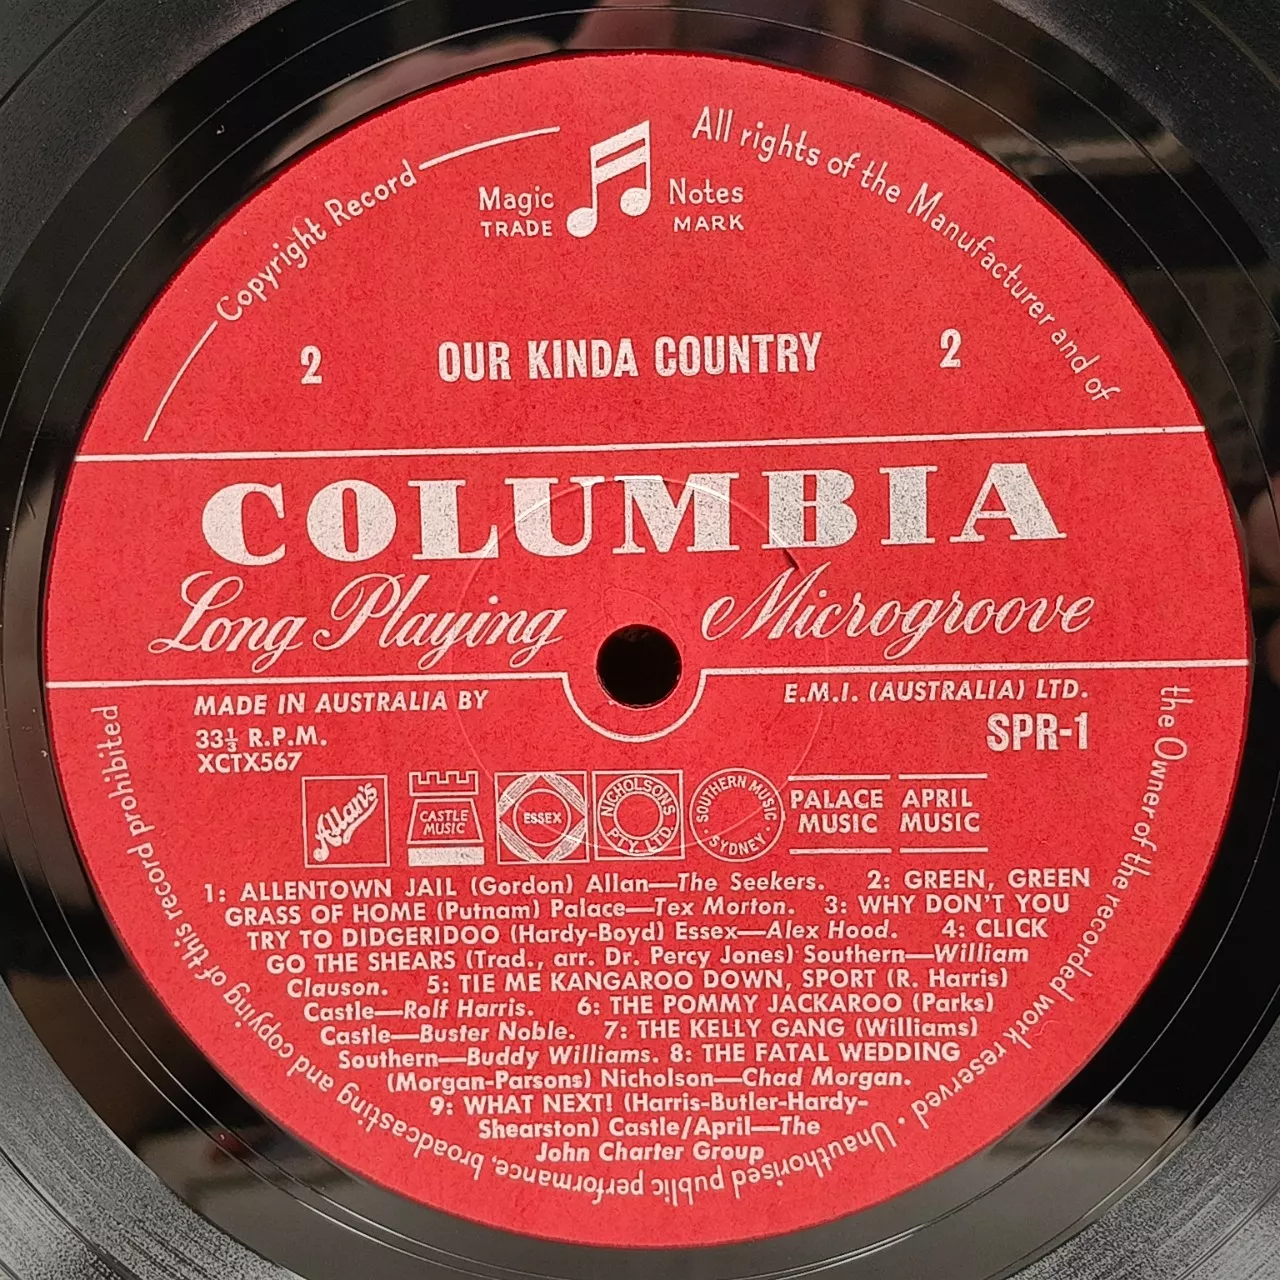 Copyright Record
Magic Notes
TRADE MARK
All rights of the Manufacturer and of
the Owner of the recorded work reserved · Unauthorised public performance, broadcasting and copying of this record prohibited
2 OUR KINDA COUNTRY 2
COLUMBIA
Long Playing Microgroove
MADE IN AUSTRALIA BY E.M.I. (AUSTRALIA) LTD.
33⅓ R.P.M. SPR-1
XCTX567
Allan's
CASTLE
MUSIC
ESSEX
NICHOLSONS
PTY. LTD.
SOUTHERN MUSIC
· SYDNEY ·
PALACE
MUSIC
APRIL
MUSIC
1: ALLENTOWN JAIL (Gordon) Allan—The Seekers. 2: GREEN, GREEN
GRASS OF HOME (Putnam) Palace—Tex Morton. 3: WHY DON'T YOU
TRY TO DIDGERIDOO (Hardy-Boyd) Essex—Alex Hood. 4: CLICK
GO THE SHEARS (Trad., arr. Dr. Percy Jones) Southern—William
Clauson. 5: TIE ME KANGAROO DOWN, SPORT (R. Harris)
Castle—Rolf Harris. 6: THE POMMY JACKAROO (Parks)
Castle—Buster Noble. 7: THE KELLY GANG (Williams)
Southern—Buddy Williams. 8: THE FATAL WEDDING
(Morgan-Parsons) Nicholson—Chad Morgan.
9: WHAT NEXT! (Harris-Butler-Hardy-
Shearston) Castle/April—The
John Charter Group